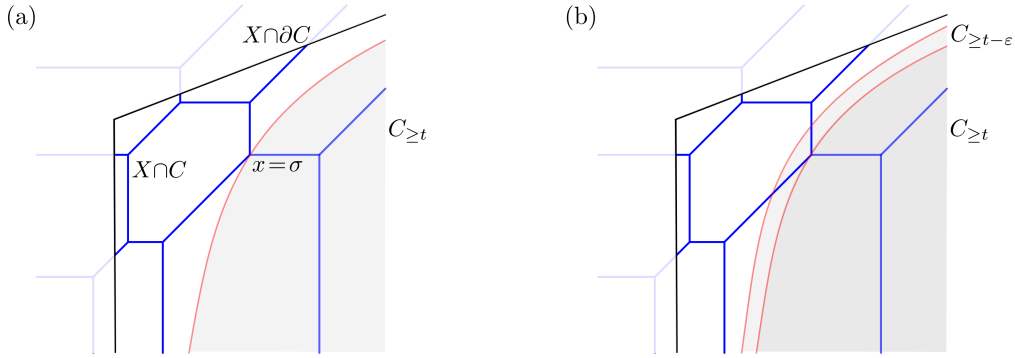 (a)
X∩∂C
C≥t
X∩C
x=σ
(b)
C≥t−ε
C≥t